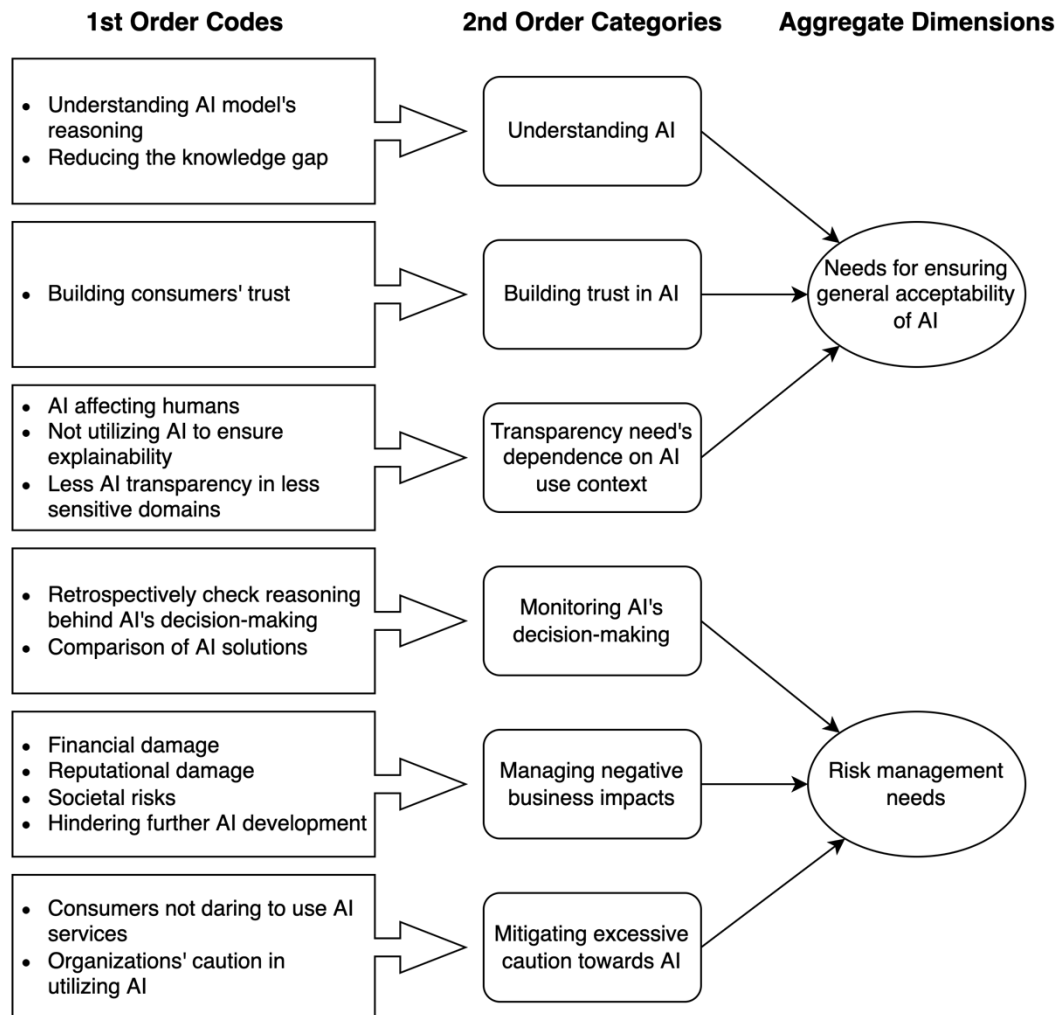 1st Order Codes
2nd Order Categories
Aggregate Dimensions
• Understanding AI model's
reasoning
• Reducing the knowledge gap
Understanding AI
• Building consumers' trust
Building trust in AI
Needs for ensuring
general acceptability
of AI
• AI affecting humans
• Not utilizing AI to ensure
explainability
• Less AI transparency in less
sensitive domains
Transparency need's
dependence on AI
use context
• Retrospectively check reasoning
behind AI's decision-making
• Comparison of AI solutions
Monitoring AI's
decision-making
• Financial damage
• Reputational damage
• Societal risks
• Hindering further AI development
Managing negative
business impacts
Risk management
needs
• Consumers not daring to use AI
services
• Organizations' caution in
utilizing AI
Mitigating excessive
caution towards AI